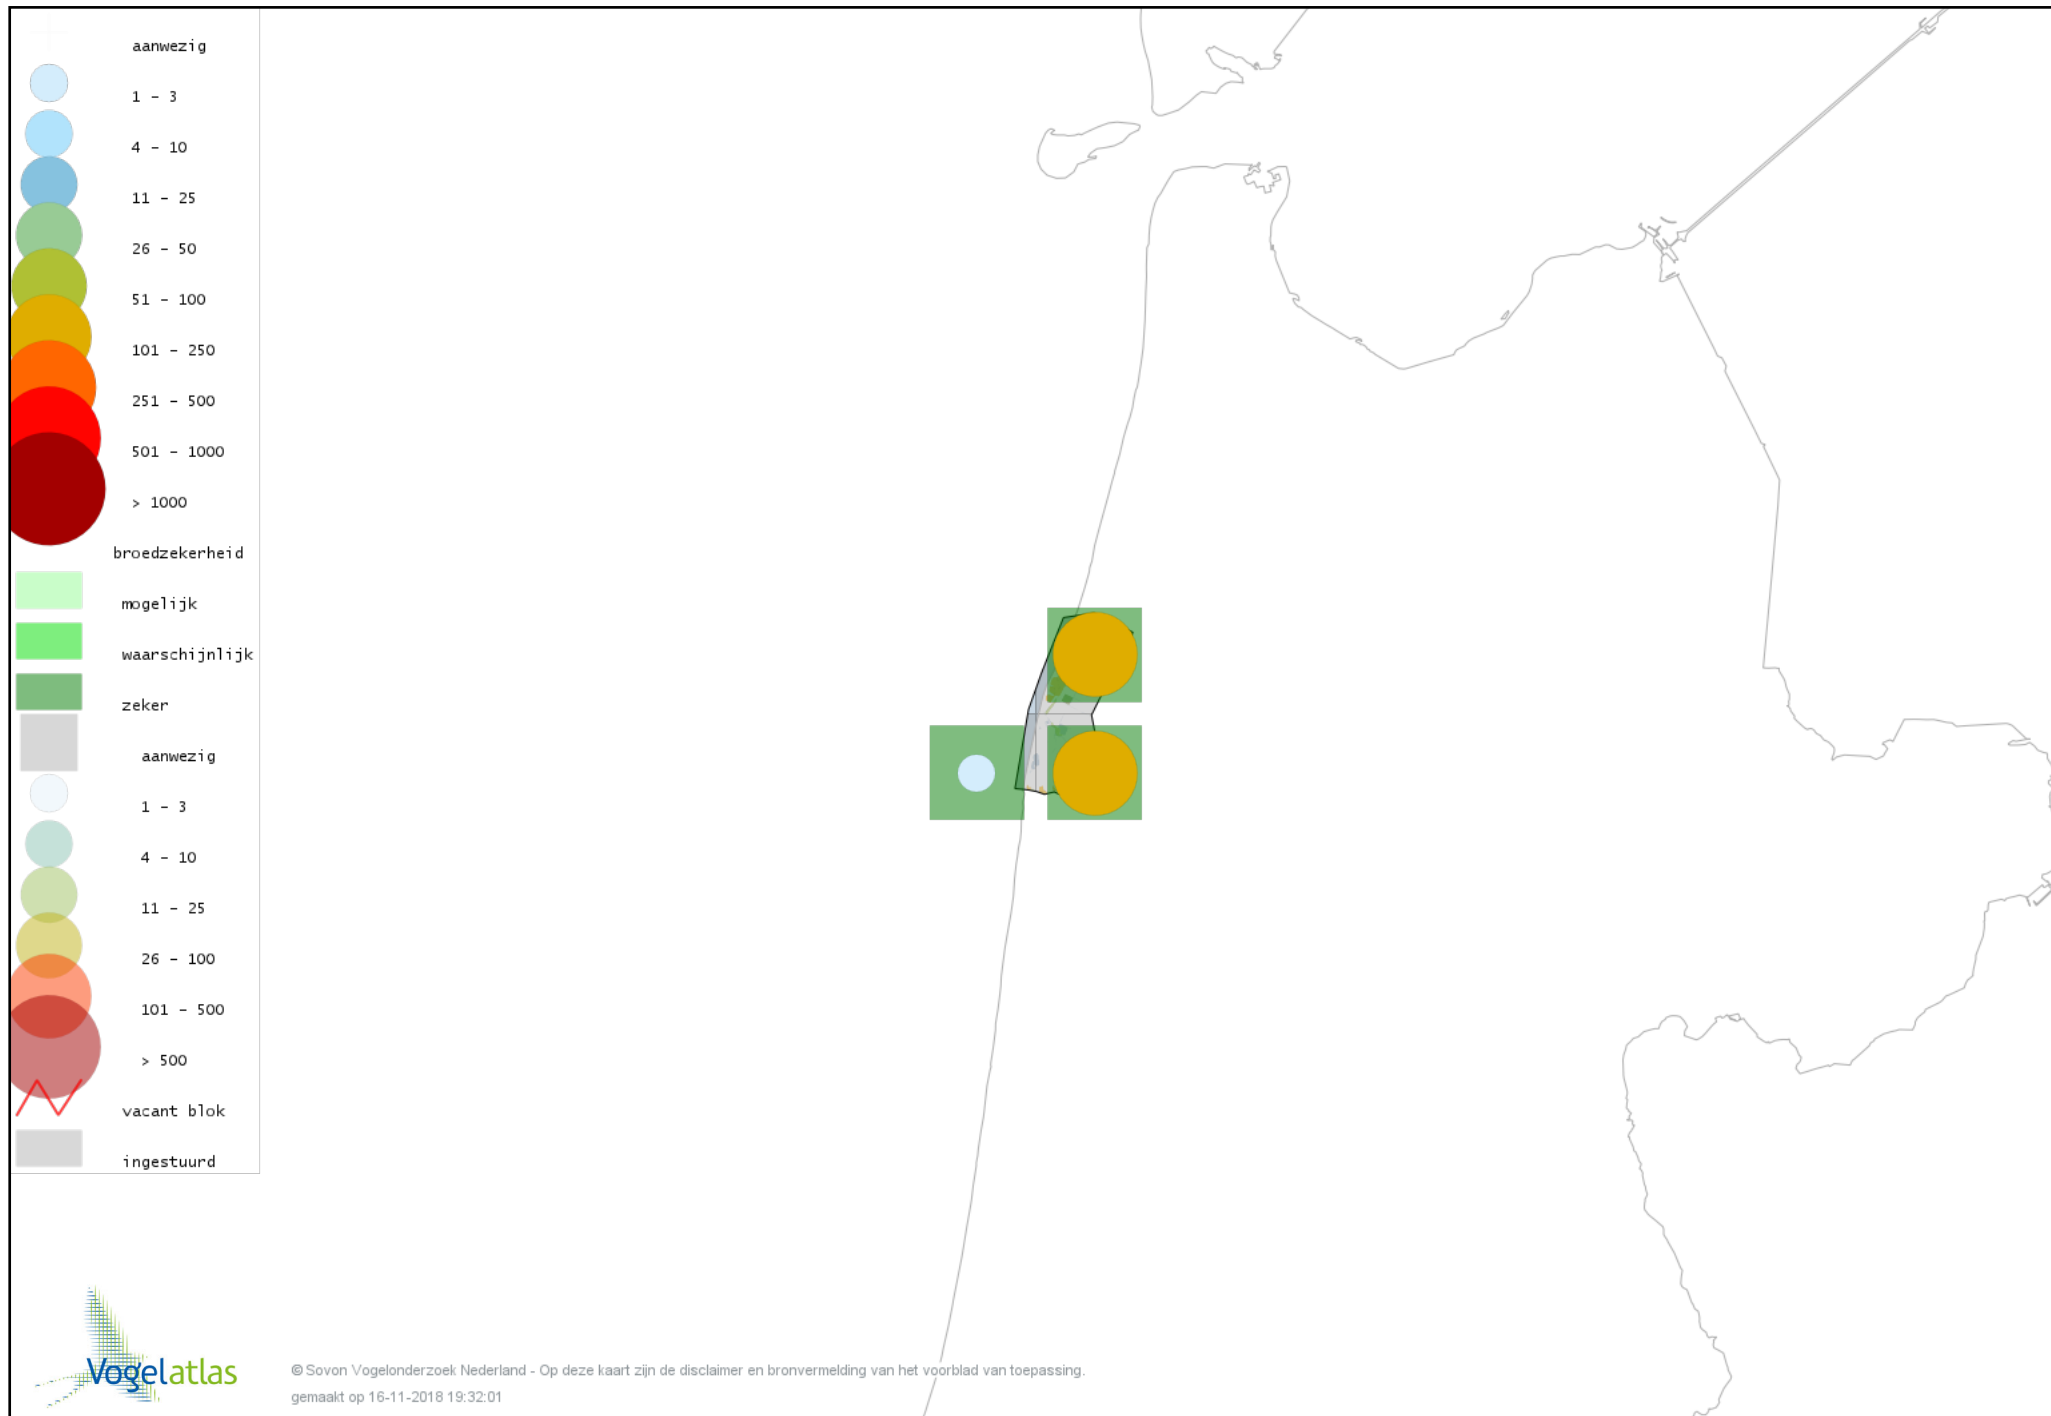 aanwezig
1 - 3
4 - 10
11 - 25
26 - 50
51 - 100
101 - 250
251 - 500
501 - 1000
> 1000
broedzekerheid
mogelijk
waarschijnlijk
zeker
aanwezig
1 - 3
4 - 10
11 - 25
26 - 100
101 - 500
> 500
vacant blok
ingestuurd
Vogelatlas
© Sovon Vogelonderzoek Nederland - Op deze kaart zijn de disclaimer en bronvermelding van het voorblad van toepassing.
gemaakt op 16-11-2018 19:32:01